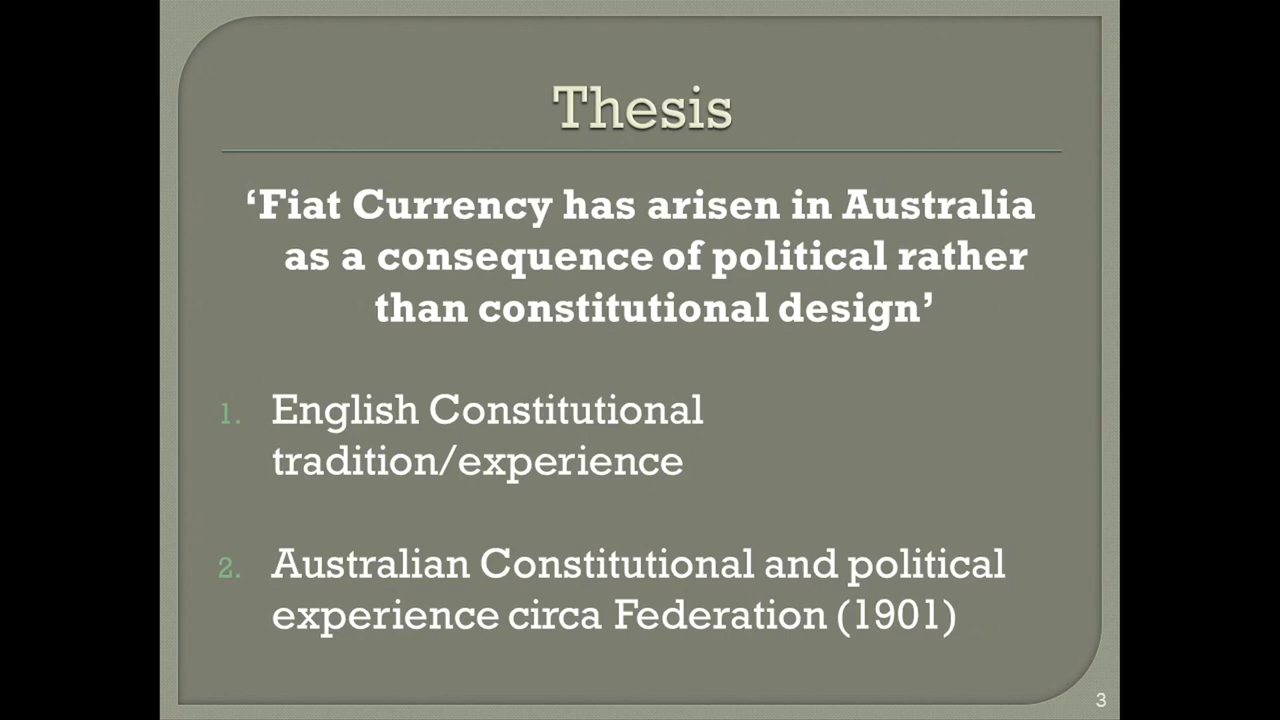 Thesis
‘Fiat Currency has arisen in Australia
as a consequence of political rather
than constitutional design’
1. English Constitutional
tradition/experience
2. Australian Constitutional and political
experience circa Federation (1901)
3